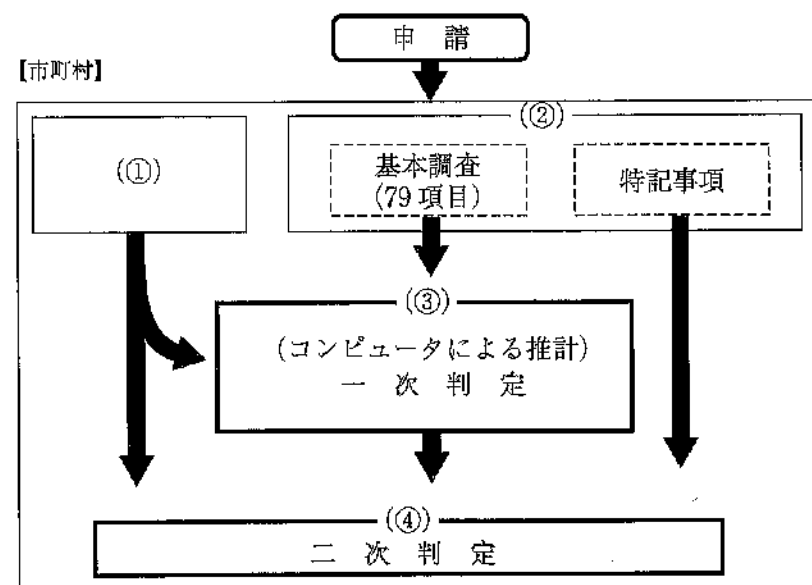 申 請
【市町村】
(②)
(①)
基本調査
(79 項目)
特記事項
(③)
(コンピュータによる推計)
一 次 判 定
(④)
二 次 判 定